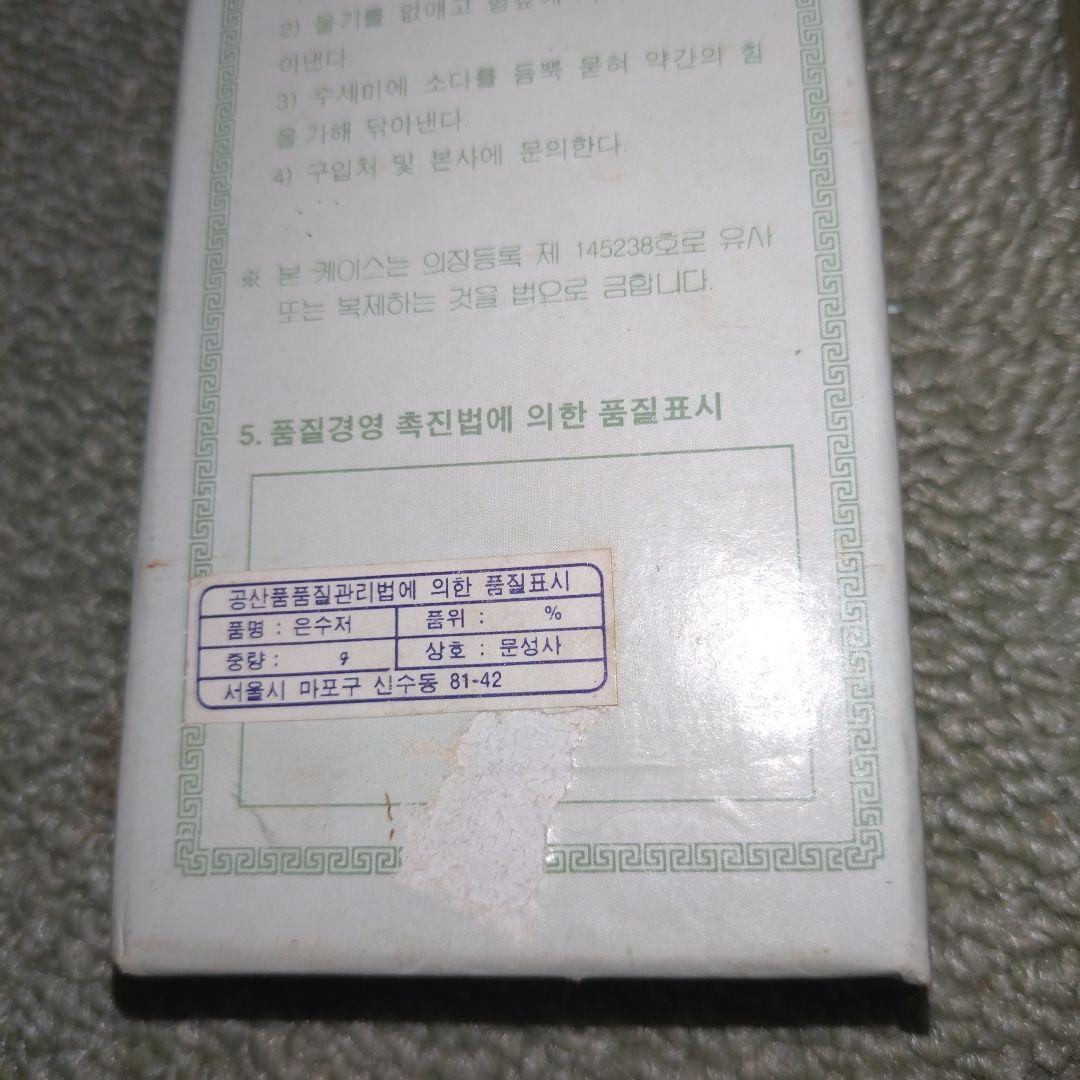 2) 물기를 없애고
아낸다.
3) 수세미에 소다를 듬뿍 묻혀 약간의 힘
을 가해 닦아낸다.
4) 구입처 및 본사에 문의한다.
※ 본 케이스는 의장등록 제 145238호로 유사
또는 복제하는 것을 법으로 금합니다.
5. 품질경영 촉진법에 의한 품질표시
공산품품질관리법에 의한 품질표시
품명 : 은수저 품위 : %
중량 : g 상호 : 문성사
서울시 마포구 신수동 81-42